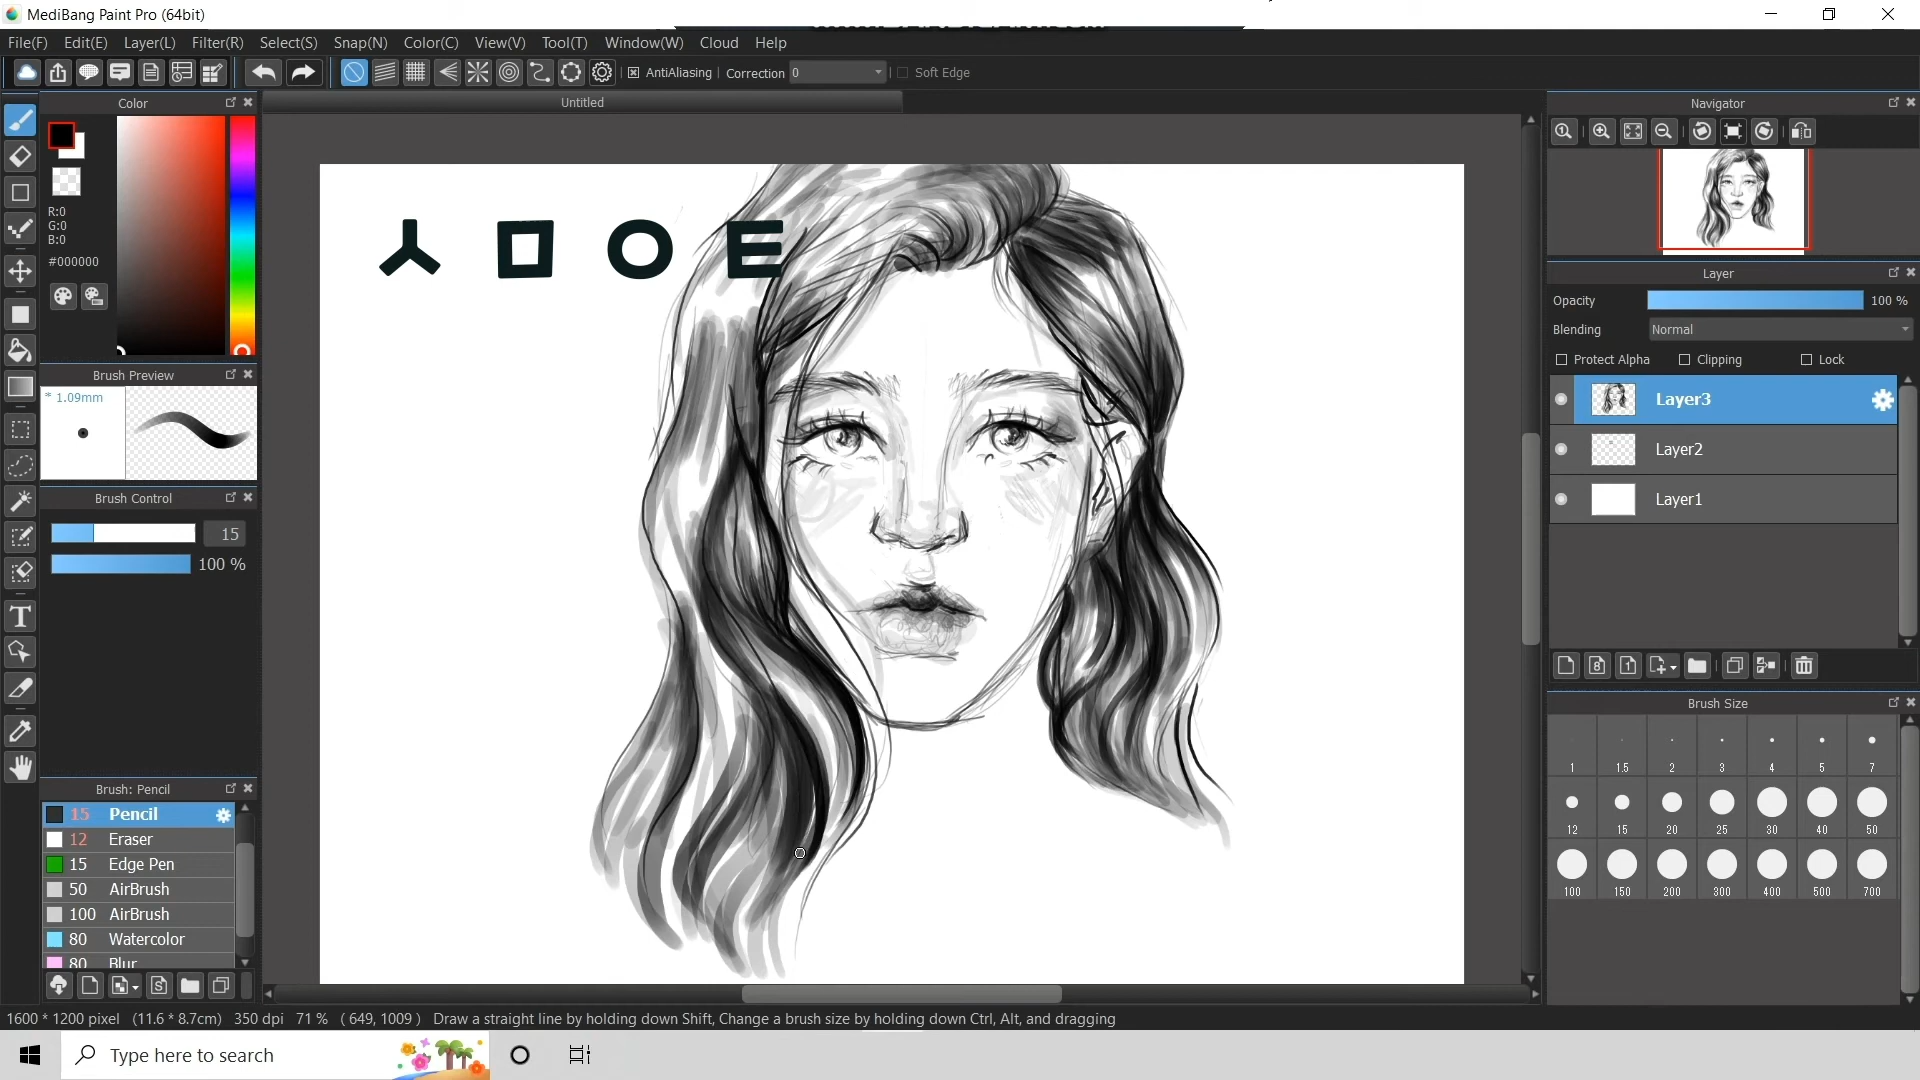 MediBang Paint Pro (64bit)
File(F) Edit(E) Layer(L) Filter(R) Select(S) Snap(N) Color(C) View(V) Tool(T) Window(W) Cloud Help
AntiAliasing Correction 0 Soft Edge
Color
R:0
G:0
B:0
#000000
Brush Preview
* 1.09mm
Brush Control
15
100 %
Brush: Pencil
15 Pencil
12 Eraser
15 Edge Pen
50 AirBrush
100 AirBrush
80 Watercolor
80 Blur
Untitled
ㅅ ㅁ ㅇ ㅌ
Navigator
Layer
Opacity 100 %
Blending Normal
Protect Alpha Clipping Lock
Layer3
Layer2
Layer1
Brush Size
1 1.5 2 3 4 5 7
12 15 20 25 30 40 50
100 150 200 300 400 500 700
1600 * 1200 pixel (11.6 * 8.7cm) 350 dpi 71 % ( 649, 1009 ) Draw a straight line by holding down Shift, Change a brush size by holding down Ctrl, Alt, and dragging
Type here to search